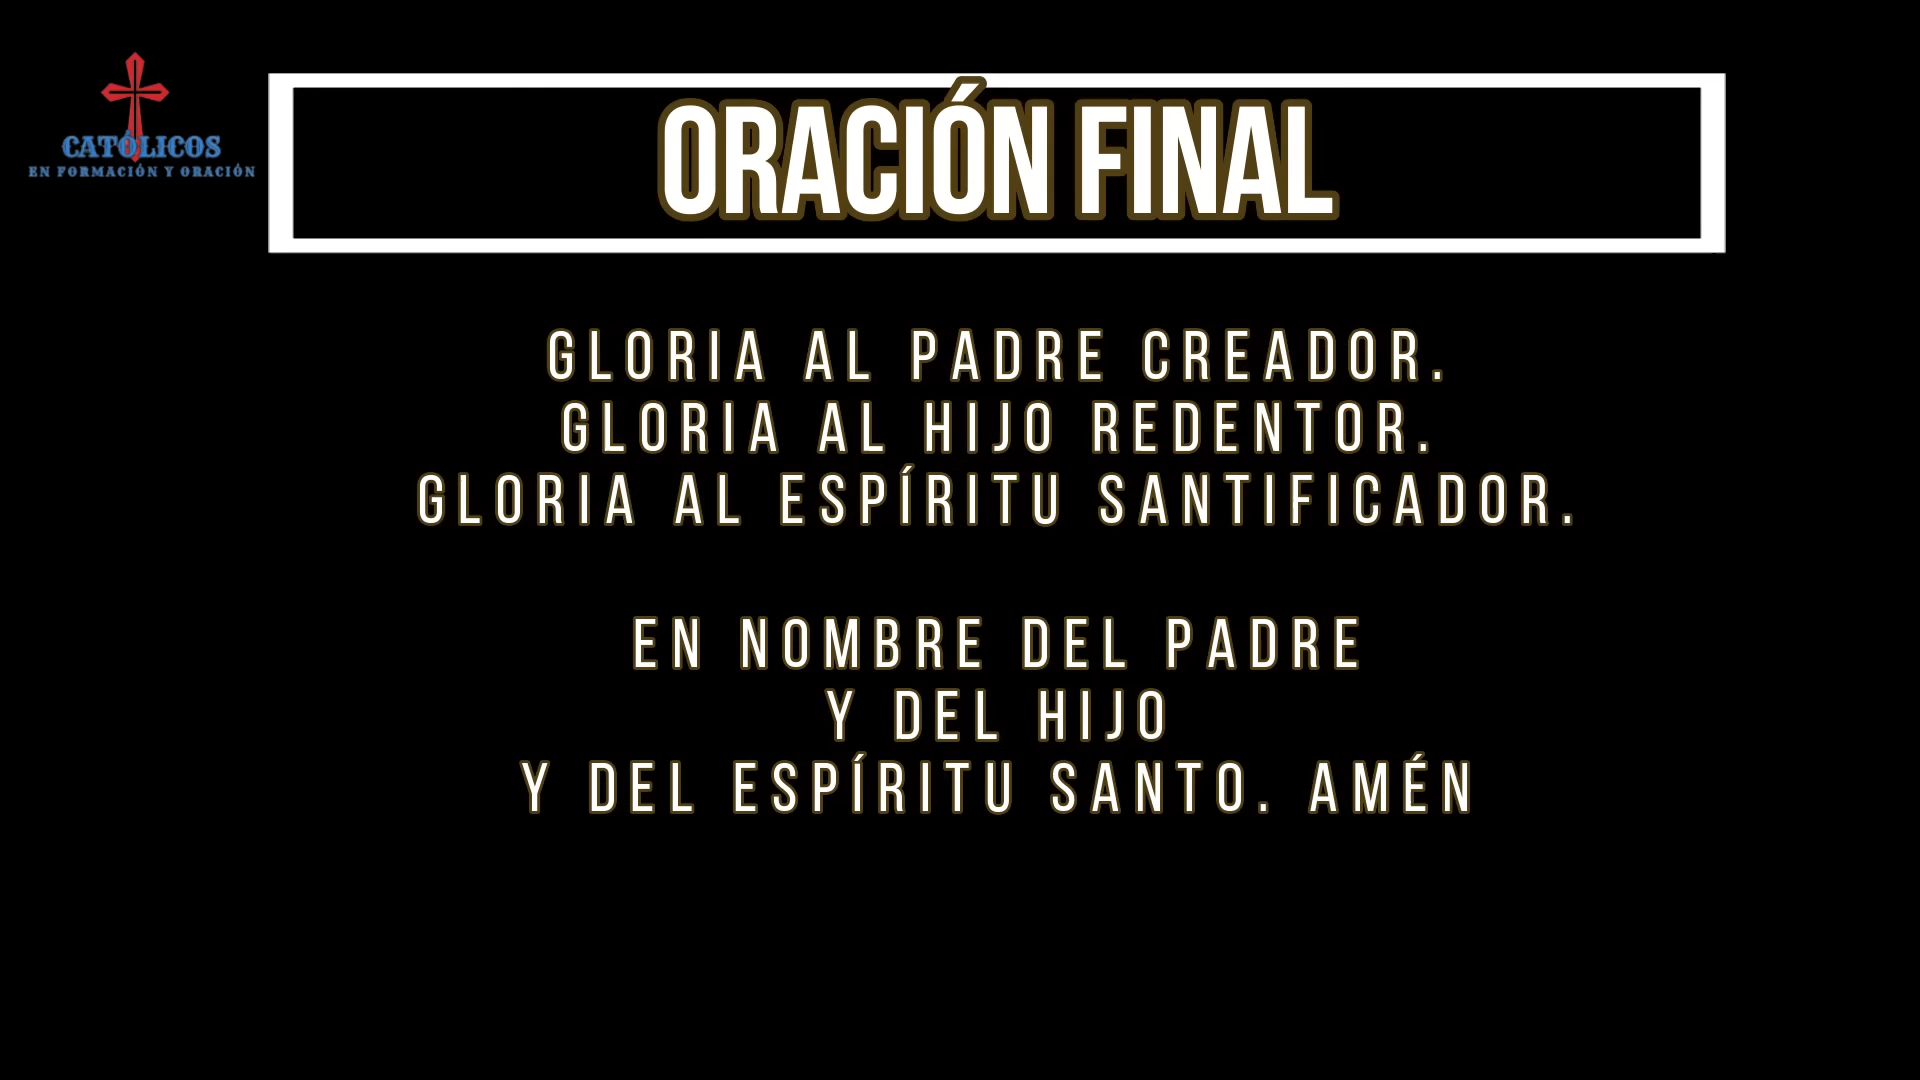 CATÓLICOS
EN FORMACIÓN Y ORACIÓN
ORACIÓN FINAL
GLORIA AL PADRE CREADOR.
GLORIA AL HIJO REDENTOR.
GLORIA AL ESPÍRITU SANTIFICADOR.
EN NOMBRE DEL PADRE
Y DEL HIJO
Y DEL ESPÍRITU SANTO. AMÉN